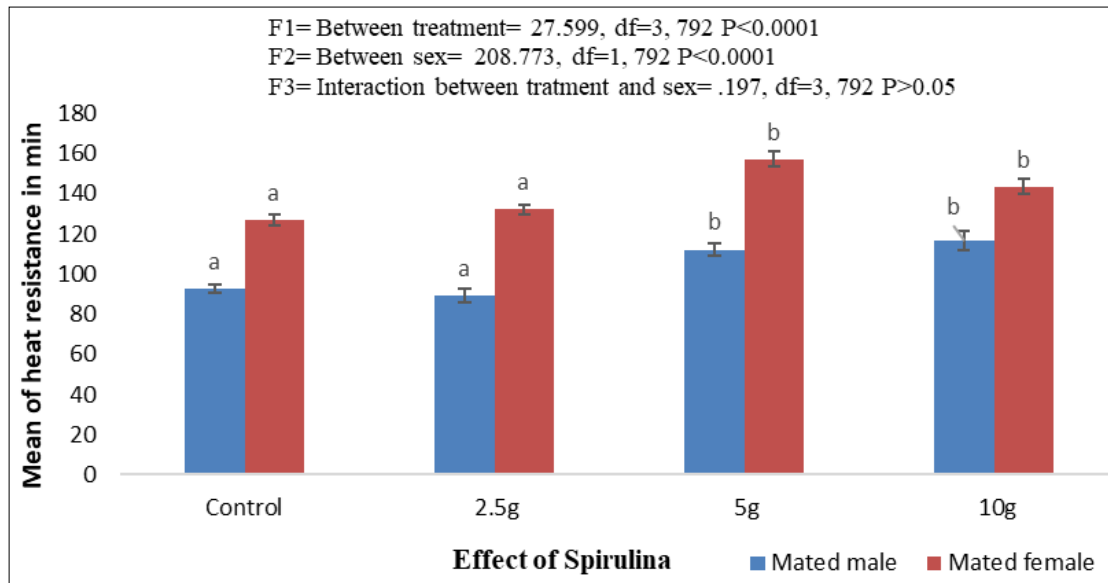 F1= Between treatment= 27.599, df=3, 792 P<0.0001
F2= Between sex= 208.773, df=1, 792 P<0.0001
F3= Interaction between tratment and sex= .197, df=3, 792 P>0.05
Mean of heat resistance in min
180
160
140
120
100
80
60
40
20
0
a
a
a
a
b
b
b
b
Control
2.5g
5g
10g
Effect of Spirulina
Mated male
Mated female